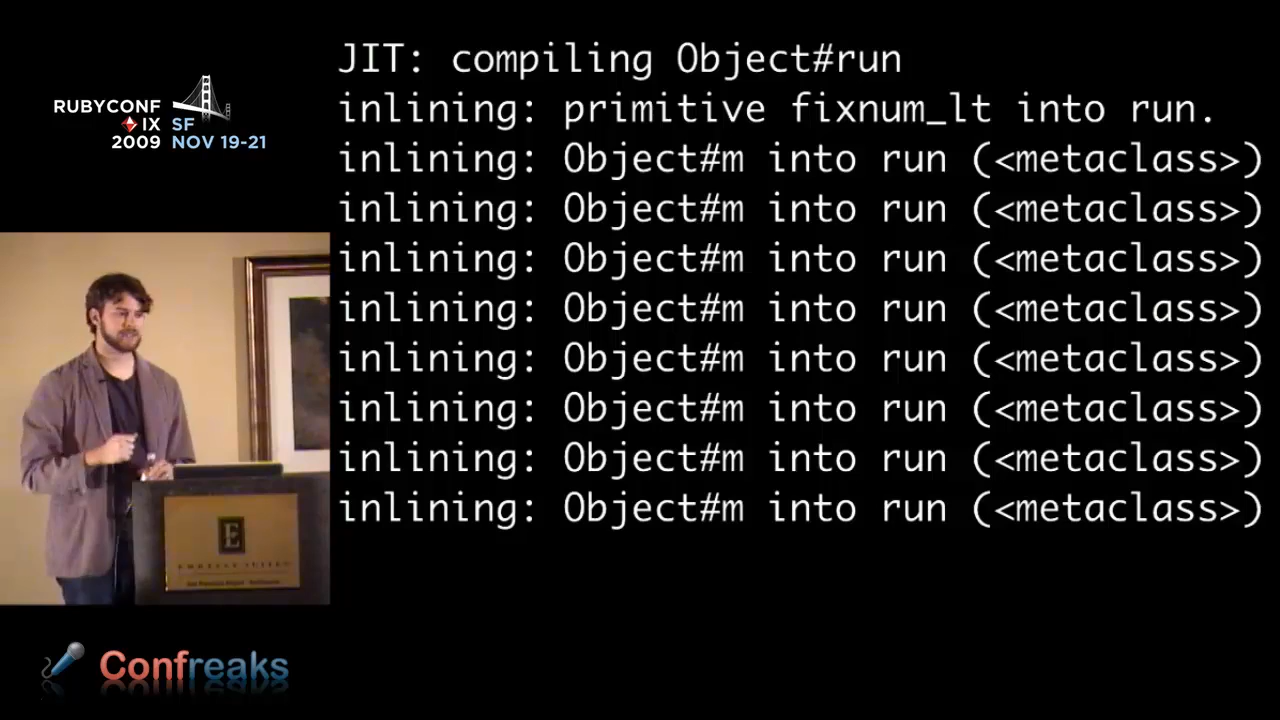 JIT: compiling Object#run
inlining: primitive fixnum_lt into run.
inlining: Object#m into run (<metaclass>)
inlining: Object#m into run (<metaclass>)
inlining: Object#m into run (<metaclass>)
inlining: Object#m into run (<metaclass>)
inlining: Object#m into run (<metaclass>)
inlining: Object#m into run (<metaclass>)
inlining: Object#m into run (<metaclass>)
inlining: Object#m into run (<metaclass>)
RUBYCONF
IX SF
2009 NOV 19-21
E
EMBASSY SUITES
Confreaks